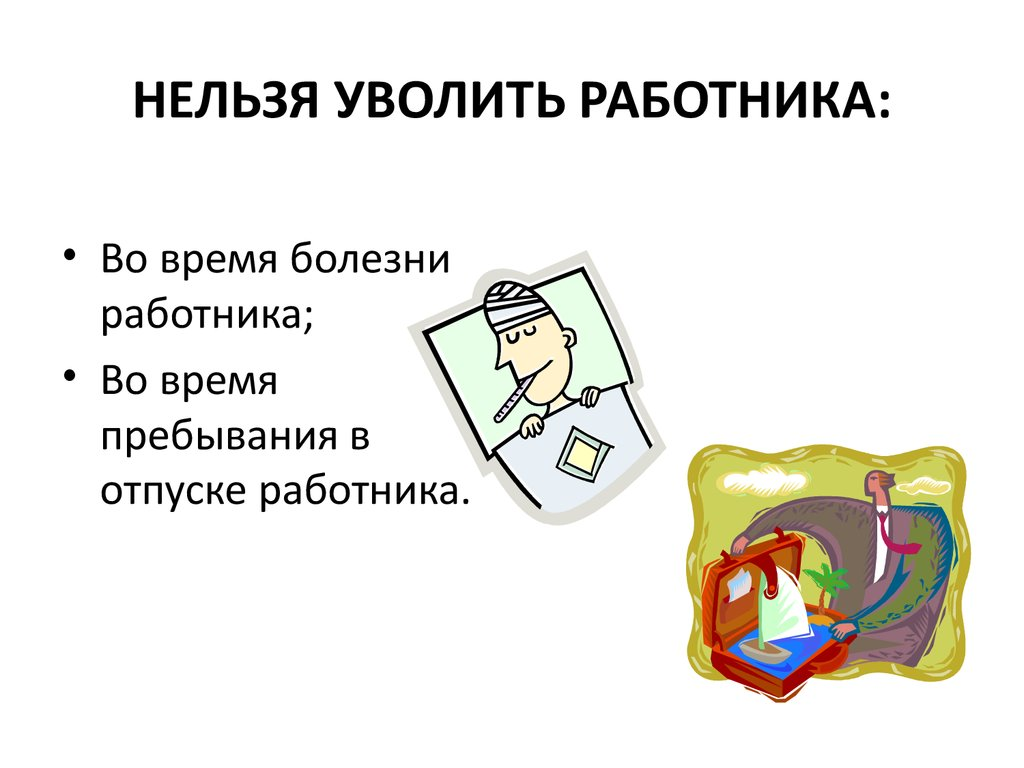 НЕЛЬЗЯ УВОЛИТЬ РАБОТНИКА:
• Во время болезни
работника;
• Во время
пребывания в
отпуске работника.